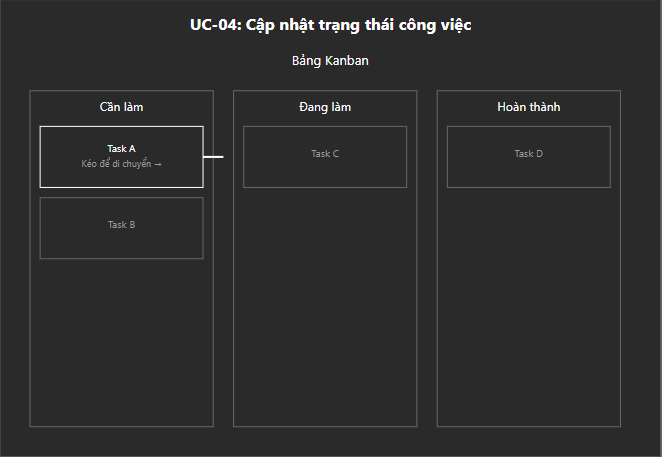 UC-04: Cập nhật trạng thái công việc
Bảng Kanban
Cần làm
Task A
Kéo để di chuyển →
Task B
Đang làm
Task C
Hoàn thành
Task D